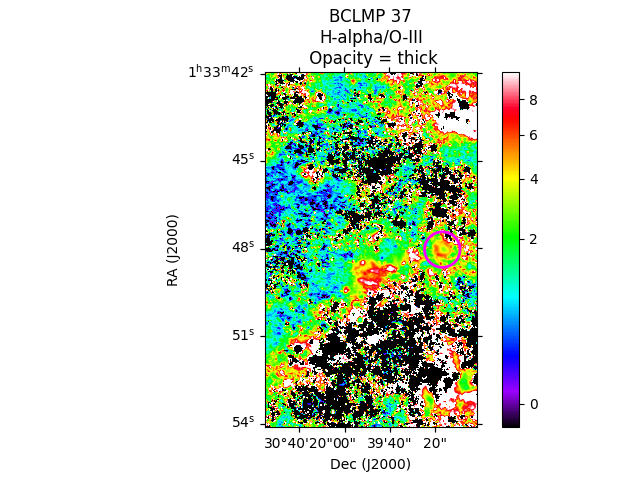 BCLMP 37
H-alpha/O-III
Opacity = thick
1h33m42s
45s
48s
51s
54s
RA (J2000)
30°40'20"00" 39'40" 20"
Dec (J2000)
8
6
4
2
0